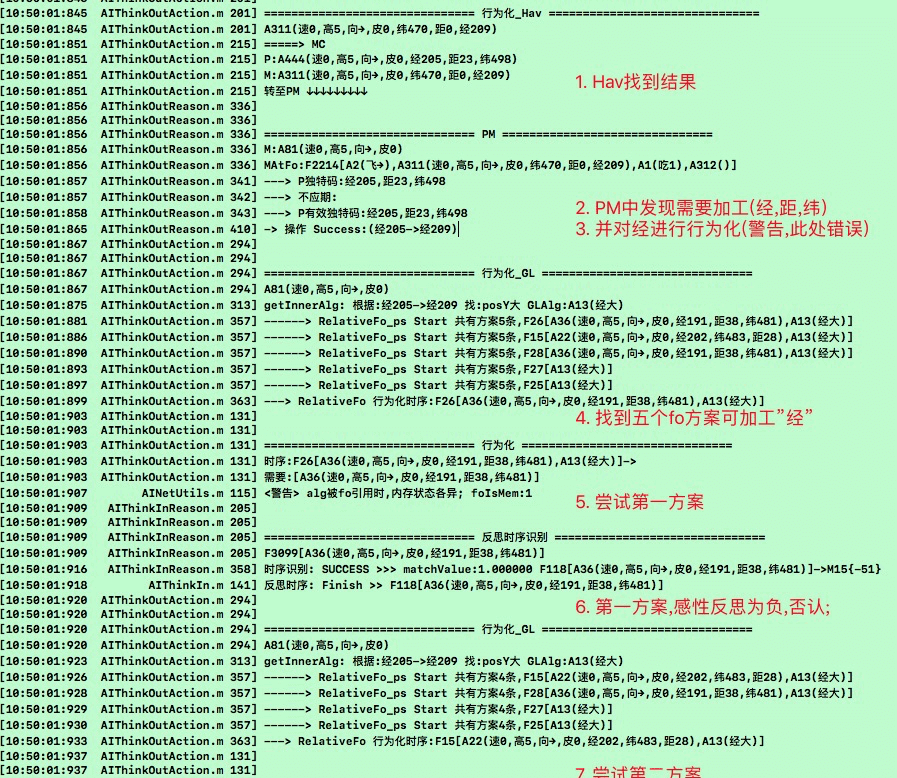 [10:50:01:845 AIThinkOutAction.m 201] ============================== 行为化_Hav ==============================
[10:50:01:845 AIThinkOutAction.m 201] A311(速0,高5,向→,皮0,纬470,距0,经209)
[10:50:01:851 AIThinkOutAction.m 215] =====> MC
[10:50:01:851 AIThinkOutAction.m 215] P:A444(速0,高5,向→,皮0,经205,距23,纬498)
[10:50:01:851 AIThinkOutAction.m 215] M:A311(速0,高5,向→,皮0,纬470,距0,经209)
1. Hav找到结果
[10:50:01:851 AIThinkOutAction.m 215] 转至PM ↓↓↓↓↓↓↓↓↓
[10:50:01:856 AIThinkOutReason.m 336]
[10:50:01:856 AIThinkOutReason.m 336]
[10:50:01:856 AIThinkOutReason.m 336] ============================== PM ==============================
[10:50:01:856 AIThinkOutReason.m 336] M:A81(速0,高5,向→,皮0)
[10:50:01:856 AIThinkOutReason.m 336] MAtFo:F2214[A2(飞→),A311(速0,高5,向→,皮0,纬470,距0,经209),A1(吃1),A312()]
[10:50:01:857 AIThinkOutReason.m 341] ---> P独特码:经205,距23,纬498
[10:50:01:857 AIThinkOutReason.m 342] ---> 不应期:
[10:50:01:858 AIThinkOutReason.m 343] ---> P有效独特码:经205,距23,纬498
2. PM中发现需要加工(经,距,纬)
[10:50:01:865 AIThinkOutReason.m 410] -> 操作 Success:(经205->经209)
3. 并对经进行行为化(警告,此处错误)
[10:50:01:867 AIThinkOutAction.m 294]
[10:50:01:867 AIThinkOutAction.m 294]
[10:50:01:867 AIThinkOutAction.m 294] ============================== 行为化_GL ==============================
[10:50:01:867 AIThinkOutAction.m 294] A81(速0,高5,向→,皮0)
[10:50:01:875 AIThinkOutAction.m 313] getInnerAlg: 根据:经205->经209 找:posY大 GLAlg:A13(经大)
[10:50:01:881 AIThinkOutAction.m 357] ------> RelativeFo_ps Start 共有方案5条,F26[A36(速0,高5,向→,皮0,经191,距38,纬481),A13(经大)]
[10:50:01:886 AIThinkOutAction.m 357] ------> RelativeFo_ps Start 共有方案5条,F15[A22(速0,高5,向→,皮0,经202,纬483,距28),A13(经大)]
[10:50:01:890 AIThinkOutAction.m 357] ------> RelativeFo_ps Start 共有方案5条,F28[A36(速0,高5,向→,皮0,经191,距38,纬481),A13(经大)]
[10:50:01:893 AIThinkOutAction.m 357] ------> RelativeFo_ps Start 共有方案5条,F27[A13(经大)]
[10:50:01:897 AIThinkOutAction.m 357] ------> RelativeFo_ps Start 共有方案5条,F25[A13(经大)]
[10:50:01:899 AIThinkOutAction.m 363] ---> RelativeFo 行为化时序:F26[A36(速0,高5,向→,皮0,经191,距38,纬481),A13(经大)]
[10:50:01:903 AIThinkOutAction.m 131]
4. 找到五个fo方案可加工”经”
[10:50:01:903 AIThinkOutAction.m 131]
[10:50:01:903 AIThinkOutAction.m 131] ============================== 行为化 ==============================
[10:50:01:903 AIThinkOutAction.m 131] 时序:F26[A36(速0,高5,向→,皮0,经191,距38,纬481),A13(经大)]->
[10:50:01:903 AIThinkOutAction.m 131] 需要:[A36(速0,高5,向→,皮0,经191,距38,纬481)]
[10:50:01:907 AINetUtils.m 115] <警告> alg被fo引用时,内存状态各异; foIsMem:1
5. 尝试第一方案
[10:50:01:909 AIThinkInReason.m 205]
[10:50:01:909 AIThinkInReason.m 205]
[10:50:01:909 AIThinkInReason.m 205] ============================== 反思时序识别 ==============================
[10:50:01:909 AIThinkInReason.m 205] F3099[A36(速0,高5,向→,皮0,经191,距38,纬481)]
[10:50:01:916 AIThinkInReason.m 358] 时序识别: SUCCESS >>> matchValue:1.000000 F118[A36(速0,高5,向→,皮0,经191,距38,纬481)]->M15{-51}
[10:50:01:918 AIThinkIn.m 141] 反思时序: Finish >> F118[A36(速0,高5,向→,皮0,经191,距38,纬481)]
[10:50:01:920 AIThinkOutAction.m 294]
6. 第一方案,感性反思为负,否认;
[10:50:01:920 AIThinkOutAction.m 294]
[10:50:01:920 AIThinkOutAction.m 294] ============================== 行为化_GL ==============================
[10:50:01:920 AIThinkOutAction.m 294] A81(速0,高5,向→,皮0)
[10:50:01:923 AIThinkOutAction.m 313] getInnerAlg: 根据:经205->经209 找:posY大 GLAlg:A13(经大)
[10:50:01:926 AIThinkOutAction.m 357] ------> RelativeFo_ps Start 共有方案4条,F15[A22(速0,高5,向→,皮0,经202,纬483,距28),A13(经大)]
[10:50:01:928 AIThinkOutAction.m 357] ------> RelativeFo_ps Start 共有方案4条,F28[A36(速0,高5,向→,皮0,经191,距38,纬481),A13(经大)]
[10:50:01:929 AIThinkOutAction.m 357] ------> RelativeFo_ps Start 共有方案4条,F27[A13(经大)]
[10:50:01:930 AIThinkOutAction.m 357] ------> RelativeFo_ps Start 共有方案4条,F25[A13(经大)]
[10:50:01:933 AIThinkOutAction.m 363] ---> RelativeFo 行为化时序:F15[A22(速0,高5,向→,皮0,经202,纬483,距28),A13(经大)]
[10:50:01:937 AIThinkOutAction.m 131]
[10:50:01:937 AIThinkOutAction.m 131]
7. 尝试第二方案